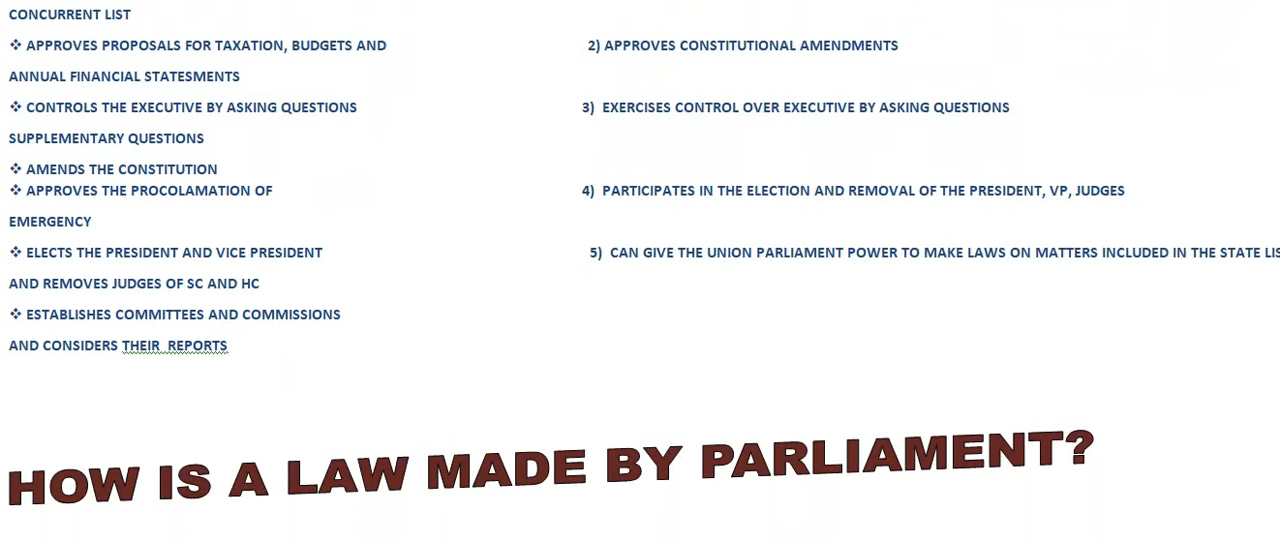 CONCURRENT LIST
❖ APPROVES PROPOSALS FOR TAXATION, BUDGETS AND
2) APPROVES CONSTITUTIONAL AMENDMENTS
ANNUAL FINANCIAL STATESMENTS
❖ CONTROLS THE EXECUTIVE BY ASKING QUESTIONS
3) EXERCISES CONTROL OVER EXECUTIVE BY ASKING QUESTIONS
SUPPLEMENTARY QUESTIONS
❖ AMENDS THE CONSTITUTION
❖ APPROVES THE PROCOLAMATION OF
4) PARTICIPATES IN THE ELECTION AND REMOVAL OF THE PRESIDENT, VP, JUDGES
EMERGENCY
❖ ELECTS THE PRESIDENT AND VICE PRESIDENT
5) CAN GIVE THE UNION PARLIAMENT POWER TO MAKE LAWS ON MATTERS INCLUDED IN THE STATE LIS
AND REMOVES JUDGES OF SC AND HC
❖ ESTABLISHES COMMITTEES AND COMMISSIONS
AND CONSIDERS THEIR REPORTS
HOW IS A LAW MADE BY PARLIAMENT?